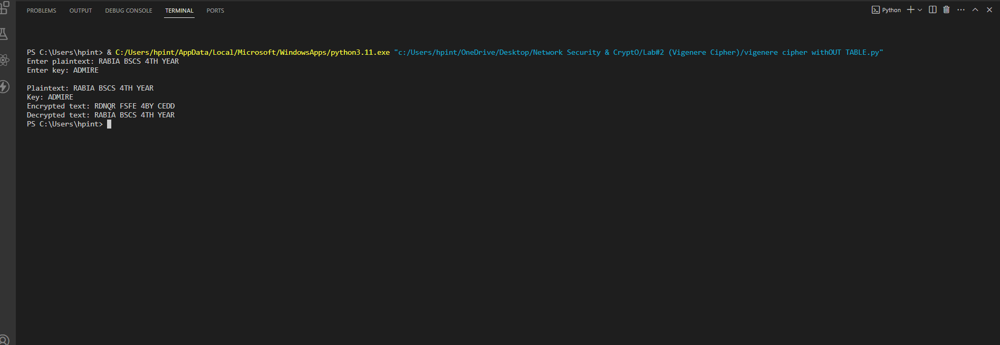 PROBLEMS OUTPUT DEBUG CONSOLE TERMINAL PORTS Python
PS C:\Users\hpint> & C:/Users/hpint/AppData/Local/Microsoft/WindowsApps/python3.11.exe "c:/Users/hpint/OneDrive/Desktop/Network Security & CryptO/Lab#2 (Vigenere Cipher)/vigenere cipher withOUT TABLE.py"
Enter plaintext: RABIA BSCS 4TH YEAR
Enter key: ADMIRE
Plaintext: RABIA BSCS 4TH YEAR
Key: ADMIRE
Encrypted text: RDNQR FSFE 4BY CEDD
Decrypted text: RABIA BSCS 4TH YEAR
PS C:\Users\hpint>